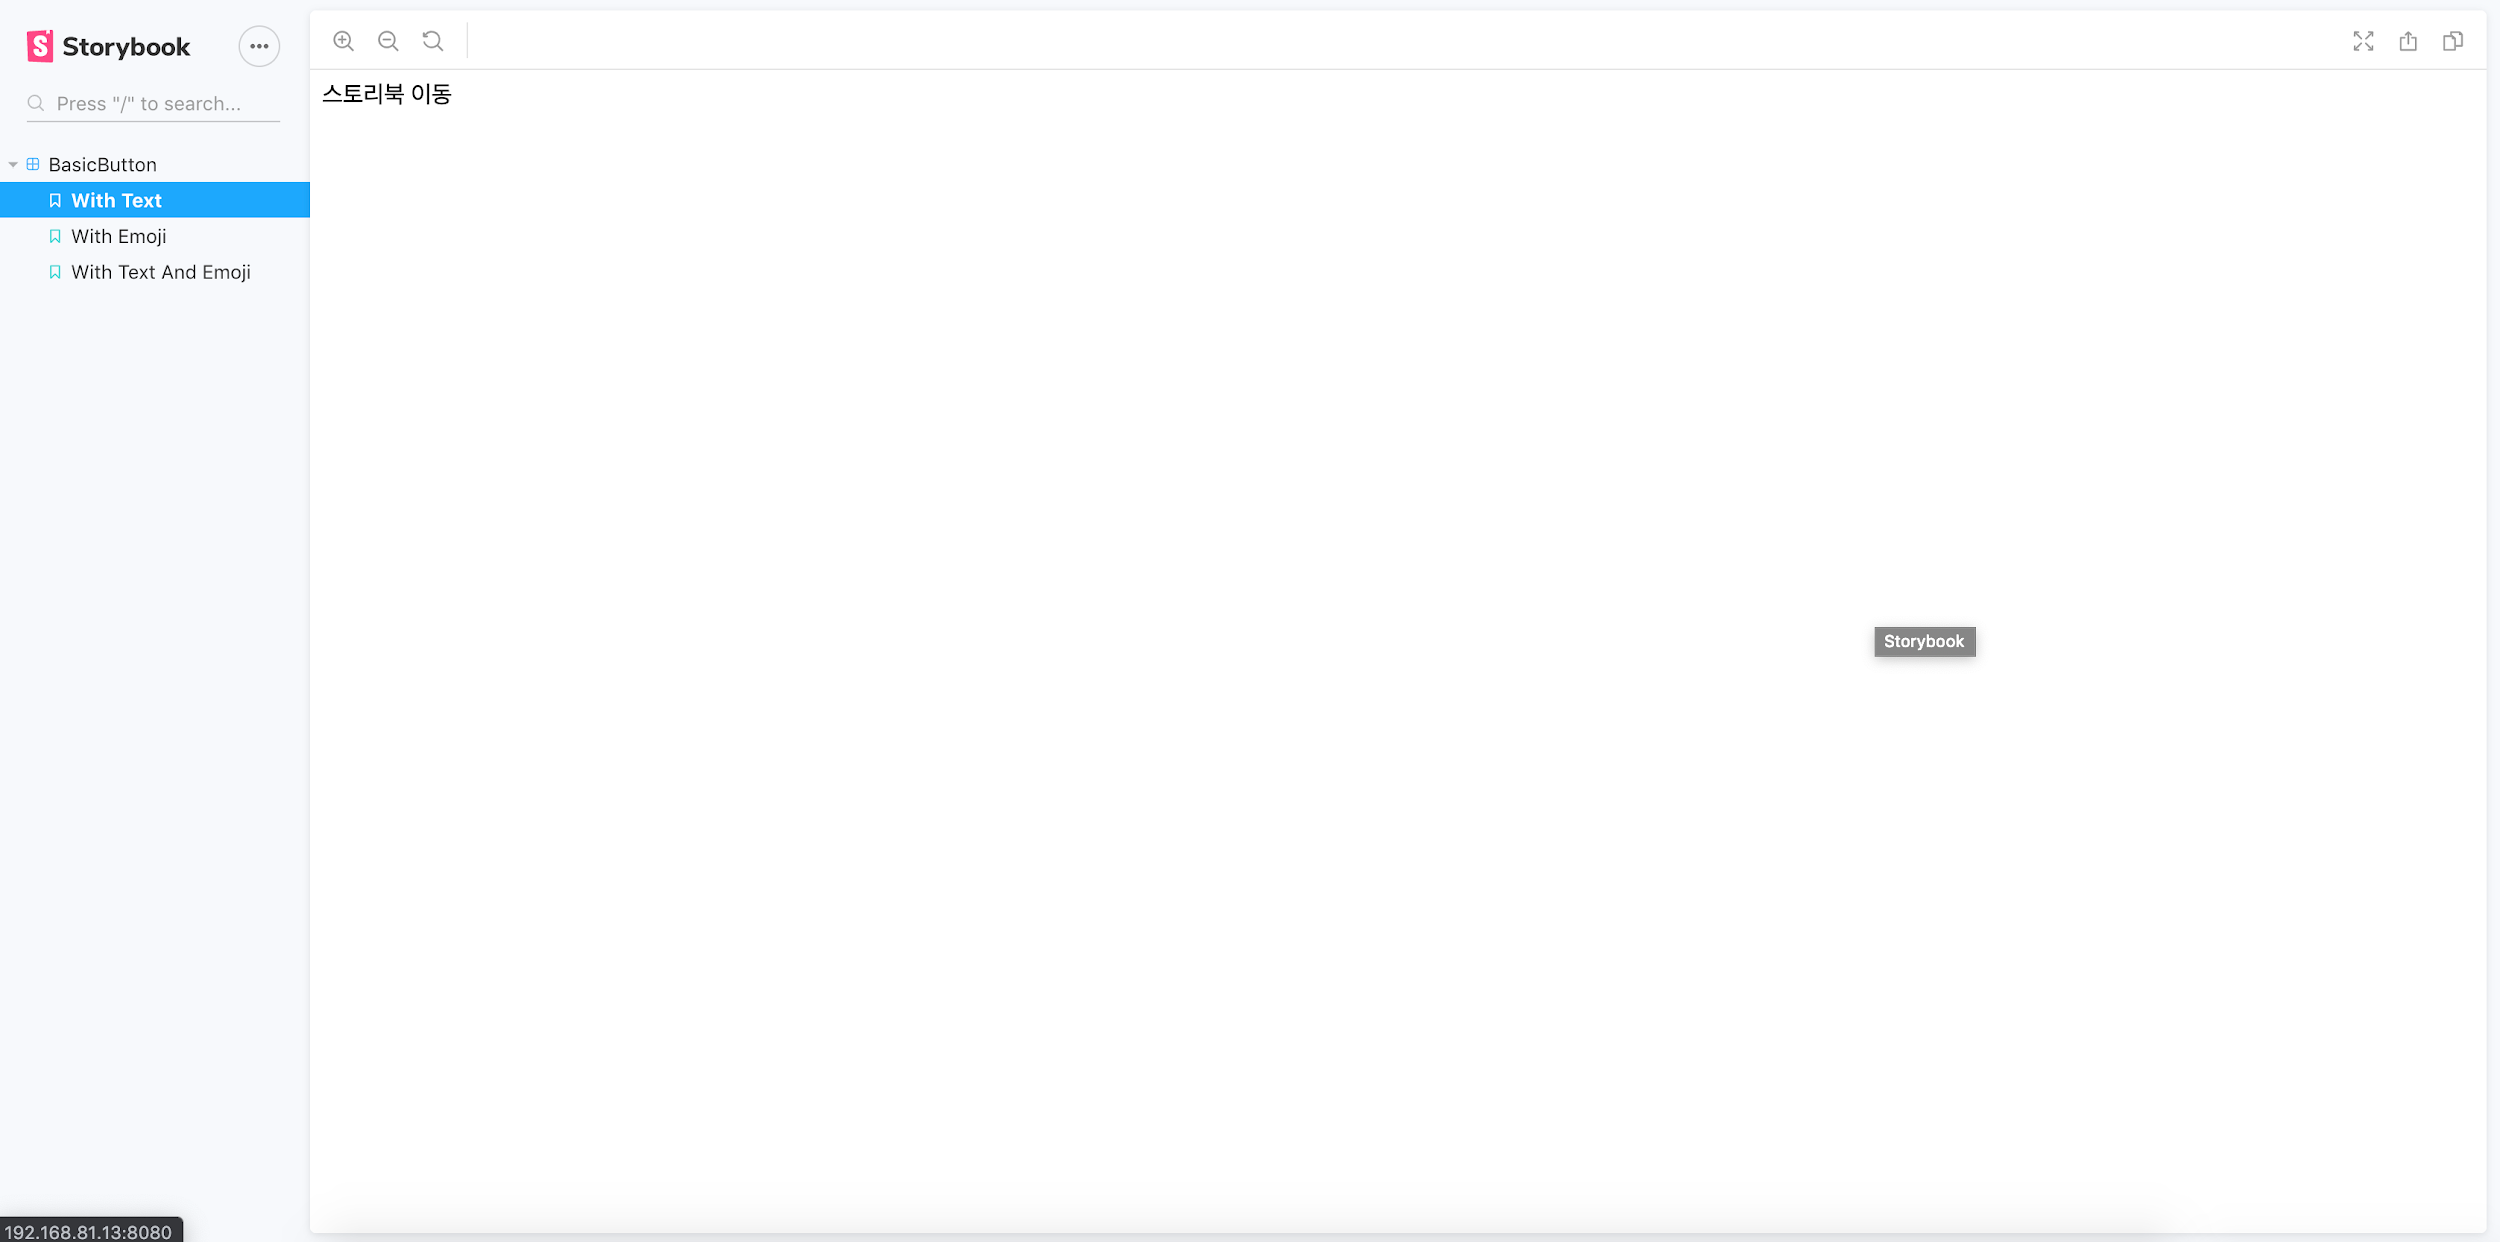 Storybook
Press "/" to search...
BasicButton
With Text
With Emoji
With Text And Emoji
스토리북 이동
Storybook
192.168.81.13:8080